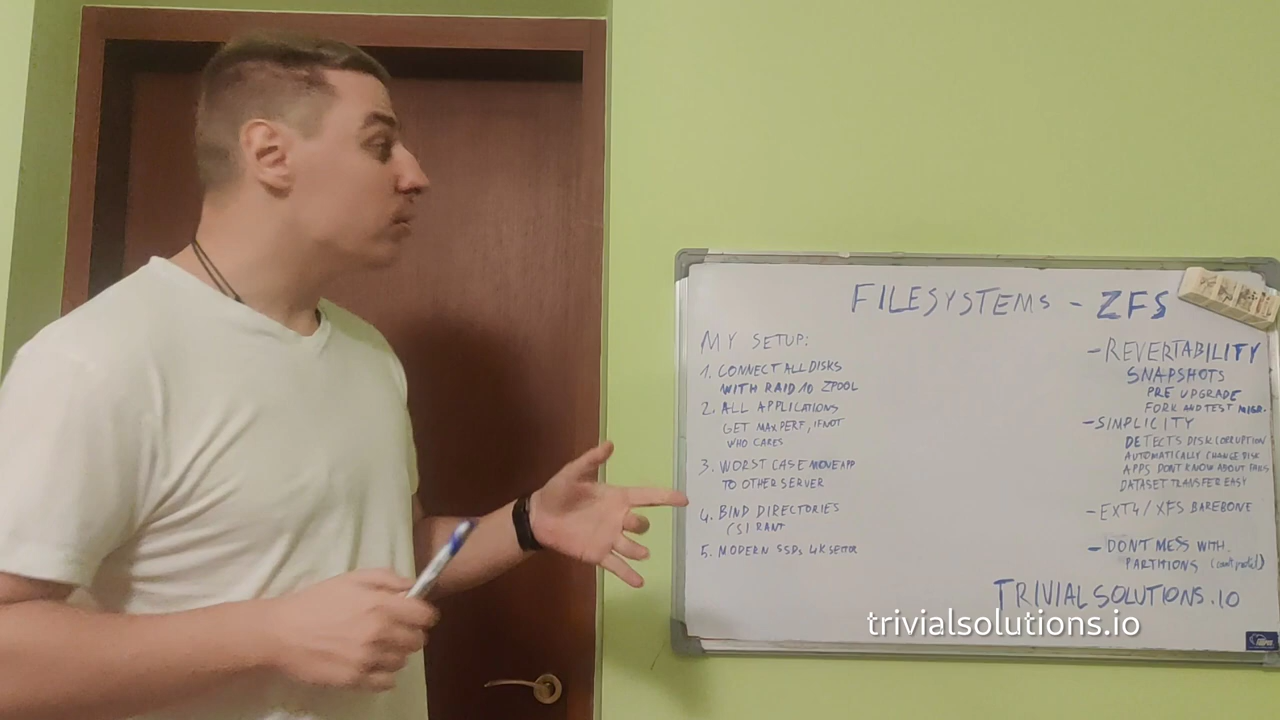 FILESYSTEMS - ZFS
MY SETUP:
1. CONNECT ALL DISKS
WITH RAID 10 ZPOOL
2. ALL APPLICATIONS
GET MAX PERF, IF NOT
WHO CARES
3. WORST CASE MOVE APP
TO OTHER SERVER
4. BIND DIRECTORIES
CSI RANT
5. MODERN SSDs 4K SECTOR
- REVERTABILITY
SNAPSHOTS
PRE UPGRADE
FORK AND TEST MIGR.
- SIMPLICITY
DETECTS DISK CORRUPTION
AUTOMATICALLY CHANGE DISK
APPS DONT KNOW ABOUT FAILS
DATASET TRANSFER EASY
- EXT4 / XFS BAREBONE
- DON'T MESS WITH
PARTITIONS
TRIVIALSOLUTIONS.IO
trivialsolutions.io